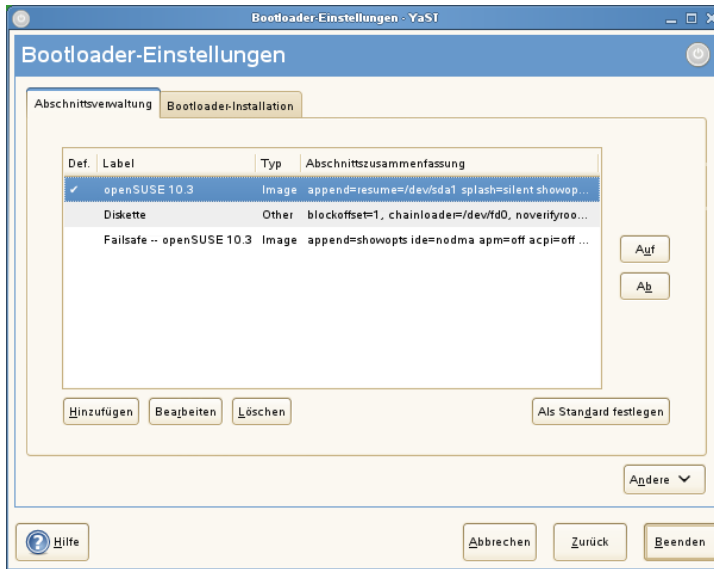 Bootloader-Einstellungen - YaST
Bootloader-Einstellungen
Abschnittsverwaltung Bootloader-Installation
Def. Label Typ Abschnittszusammenfassung
✔ openSUSE 10.3 Image append=resume=/dev/sda1 splash=silent showop...
Diskette Other blockoffset=1, chainloader=/dev/fd0, noverifyroo...
Failsafe -- openSUSE 10.3 Image append=showopts ide=nodma apm=off acpi=off ...
Auf
Ab
Hinzufügen Bearbeiten Löschen Als Standard festlegen
Andere
Hilfe Abbrechen Zurück Beenden